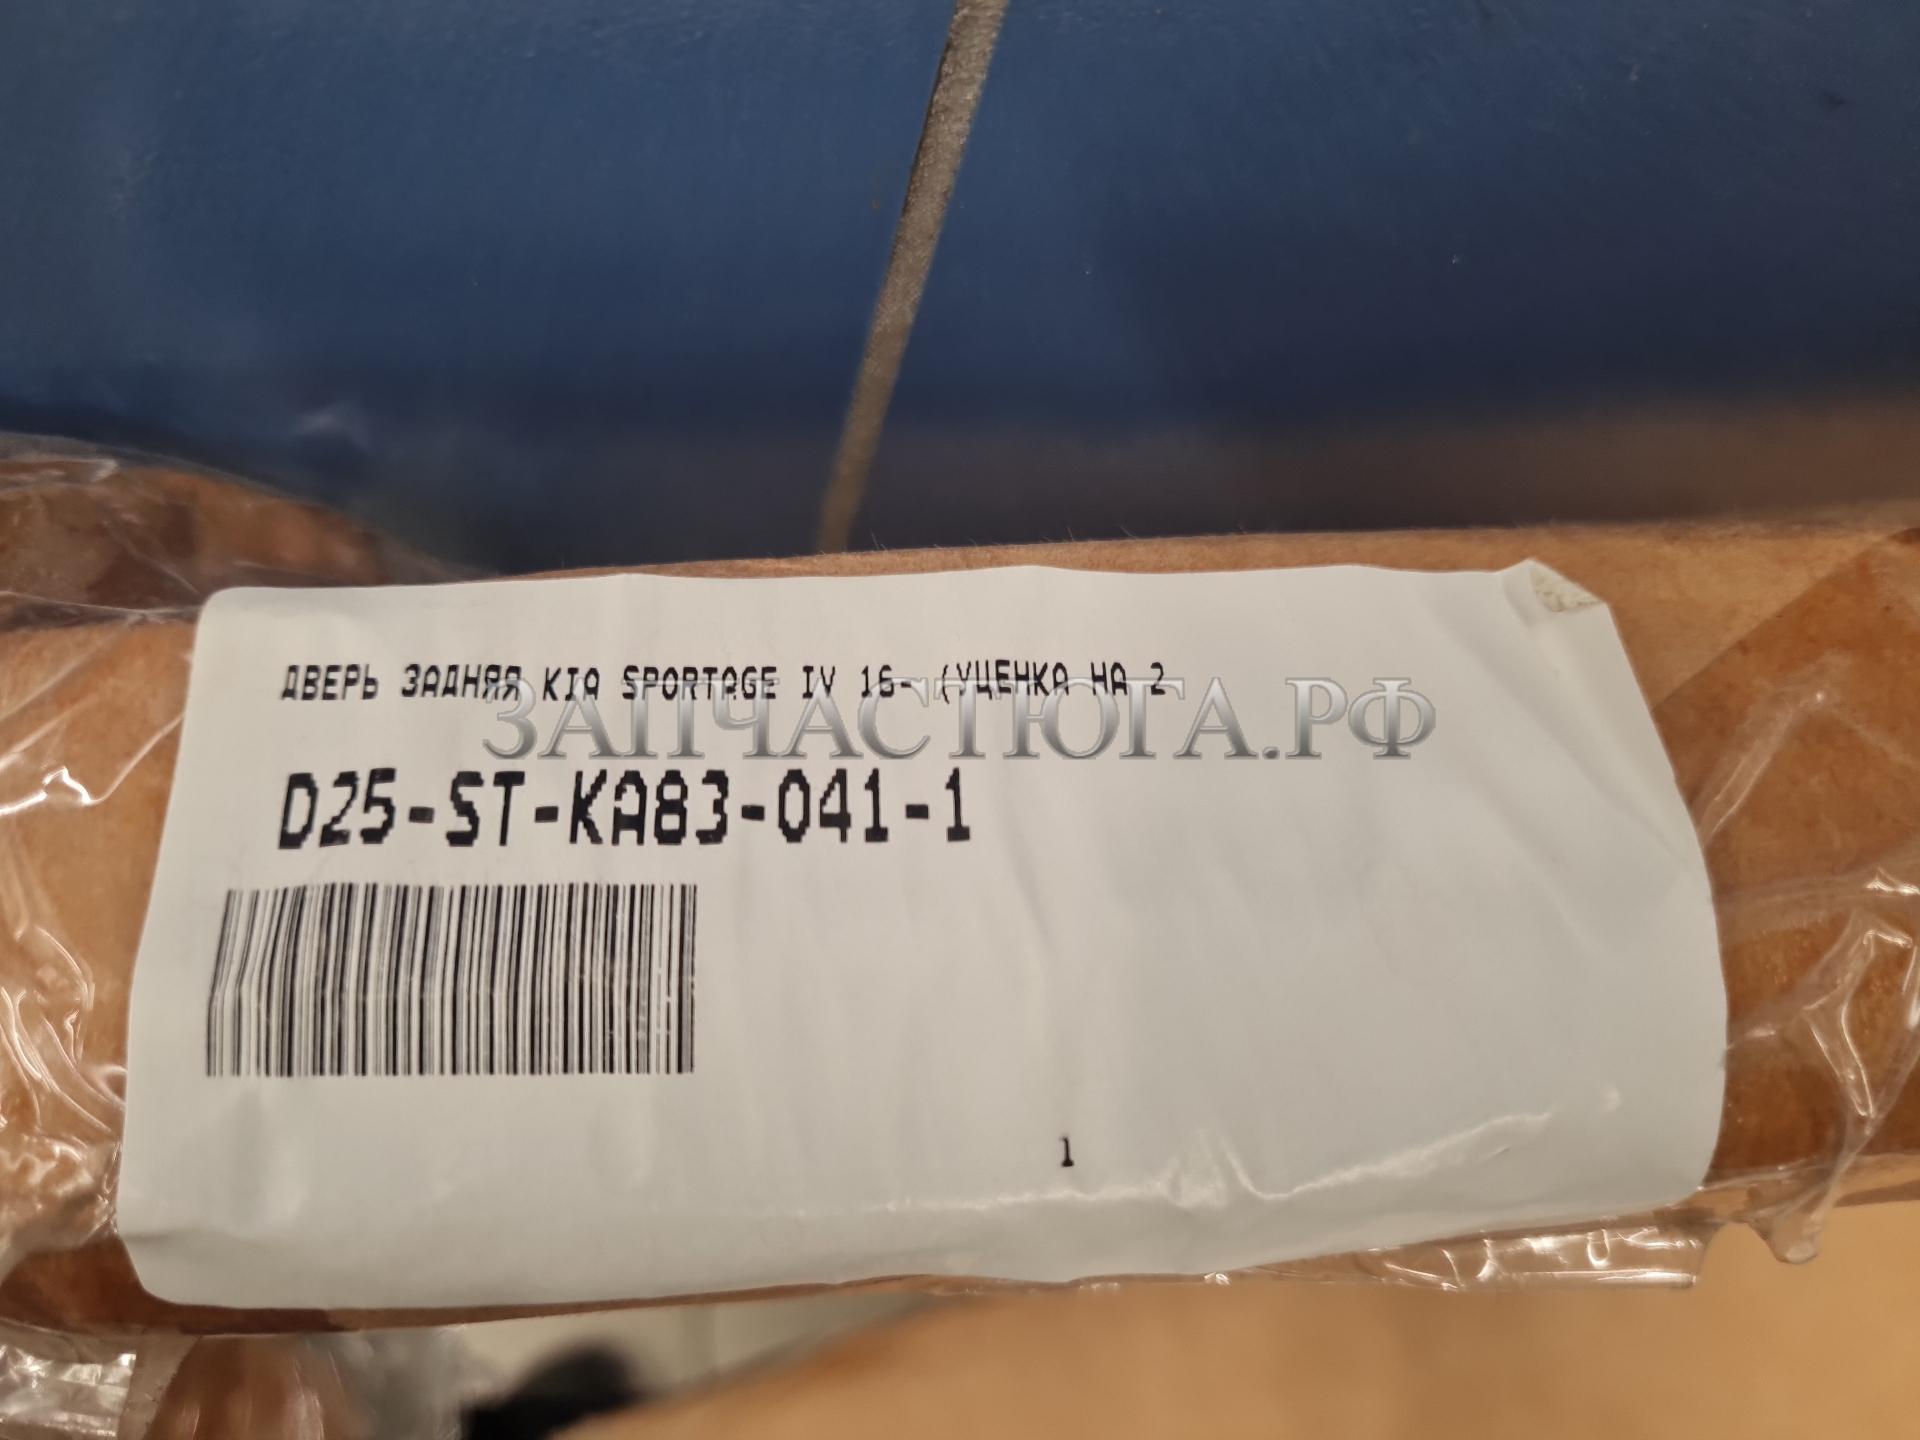 ДВЕРЬ ЗАДНЯЯ KIA SPORTAGE IV 16- (УЦЕНКА НА 2
ЗАПЧАСТЮГА.РФ
D25-ST-KA83-041-1
1